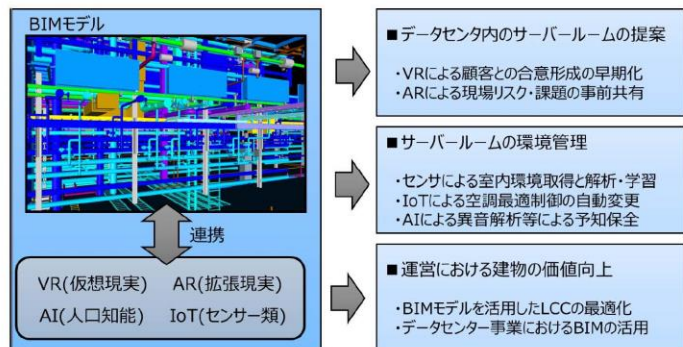 BIMモデル
連携
VR(仮想現実) AR(拡張現実)
AI(人口知能) IoT(センサー類)
■データセンタ内のサーバールームの提案
・VRによる顧客との合意形成の早期化
・ARによる現場リスク・課題の事前共有
■サーバールームの環境管理
・センサによる室内環境取得と解析・学習
・IoTによる空調最適制御の自動変更
・AIによる異音解析等による予知保全
■運営における建物の価値向上
・BIMモデルを活用したLCCの最適化
・データセンター事業におけるBIMの活用